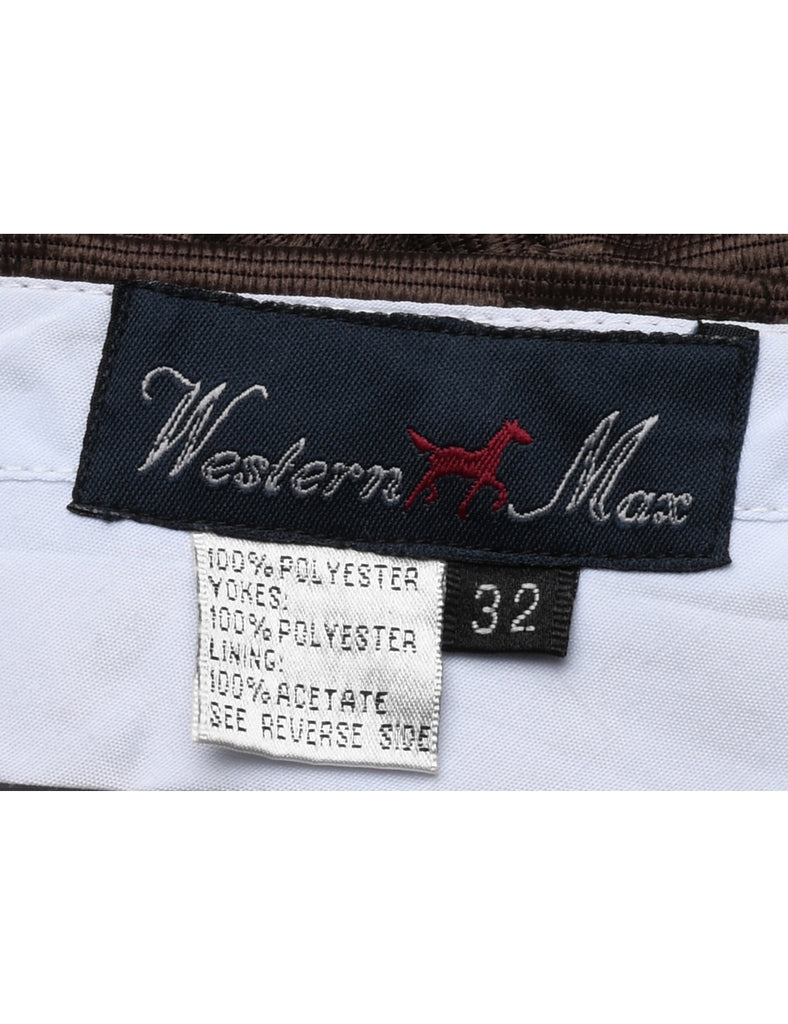 Western Max
100% POLYESTER
YOKES:
100% POLYESTER
LINING:
100% ACETATE
SEE REVERSE SIDE
32